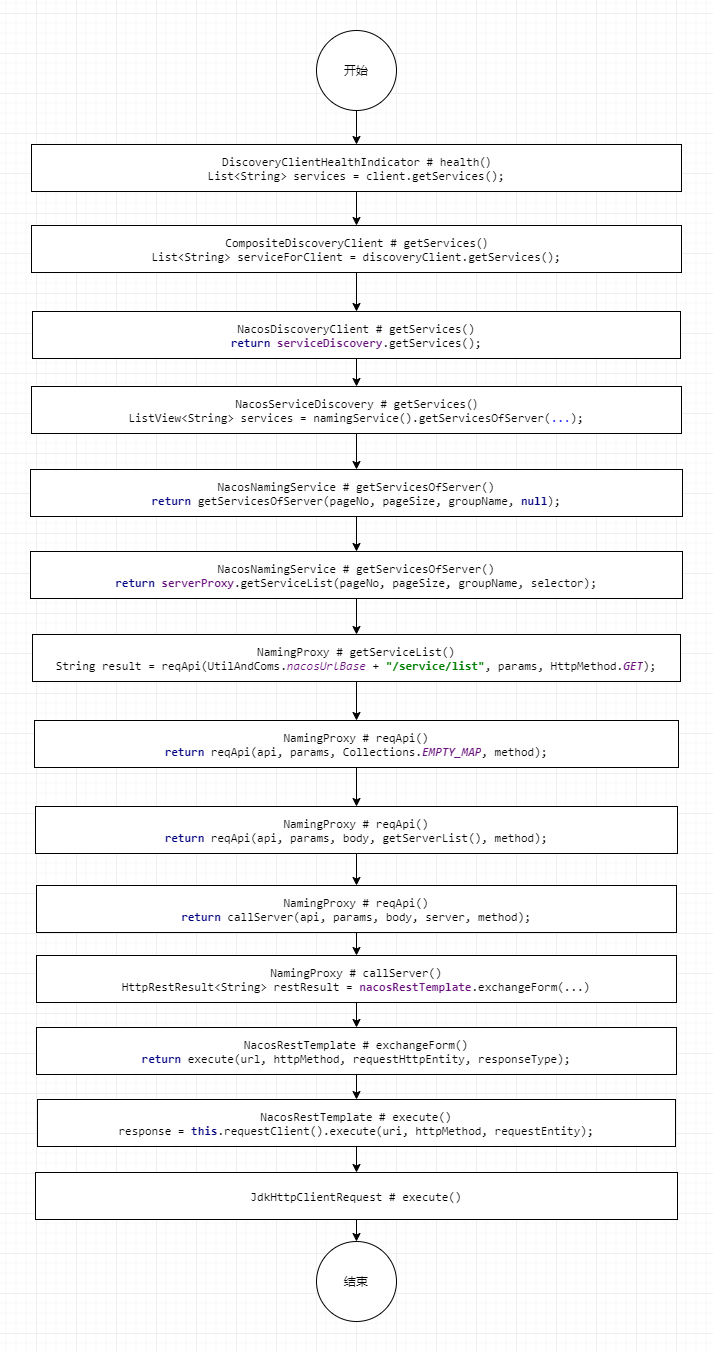 开始
DiscoveryClientHealthIndicator # health()
List<String> services = client.getServices();
CompositeDiscoveryClient # getServices()
List<String> serviceForClient = discoveryClient.getServices();
NacosDiscoveryClient # getServices()
return serviceDiscovery.getServices();
NacosServiceDiscovery # getServices()
ListView<String> services = namingService().getServicesOfServer(...);
NacosNamingService # getServicesOfServer()
return getServicesOfServer(pageNo, pageSize, groupName, null);
NacosNamingService # getServicesOfServer()
return serverProxy.getServiceList(pageNo, pageSize, groupName, selector);
NamingProxy # getServiceList()
String result = reqApi(UtilAndComs.nacosUrlBase + "/service/list", params, HttpMethod.GET);
NamingProxy # reqApi()
return reqApi(api, params, Collections.EMPTY_MAP, method);
NamingProxy # reqApi()
return reqApi(api, params, body, getServerList(), method);
NamingProxy # reqApi()
return callServer(api, params, body, server, method);
NamingProxy # callServer()
HttpRestResult<String> restResult = nacosRestTemplate.exchangeForm(...)
NacosRestTemplate # exchangeForm()
return execute(url, httpMethod, requestHttpEntity, responseType);
NacosRestTemplate # execute()
response = this.requestClient().execute(uri, httpMethod, requestEntity);
JdkHttpClientRequest # execute()
结束